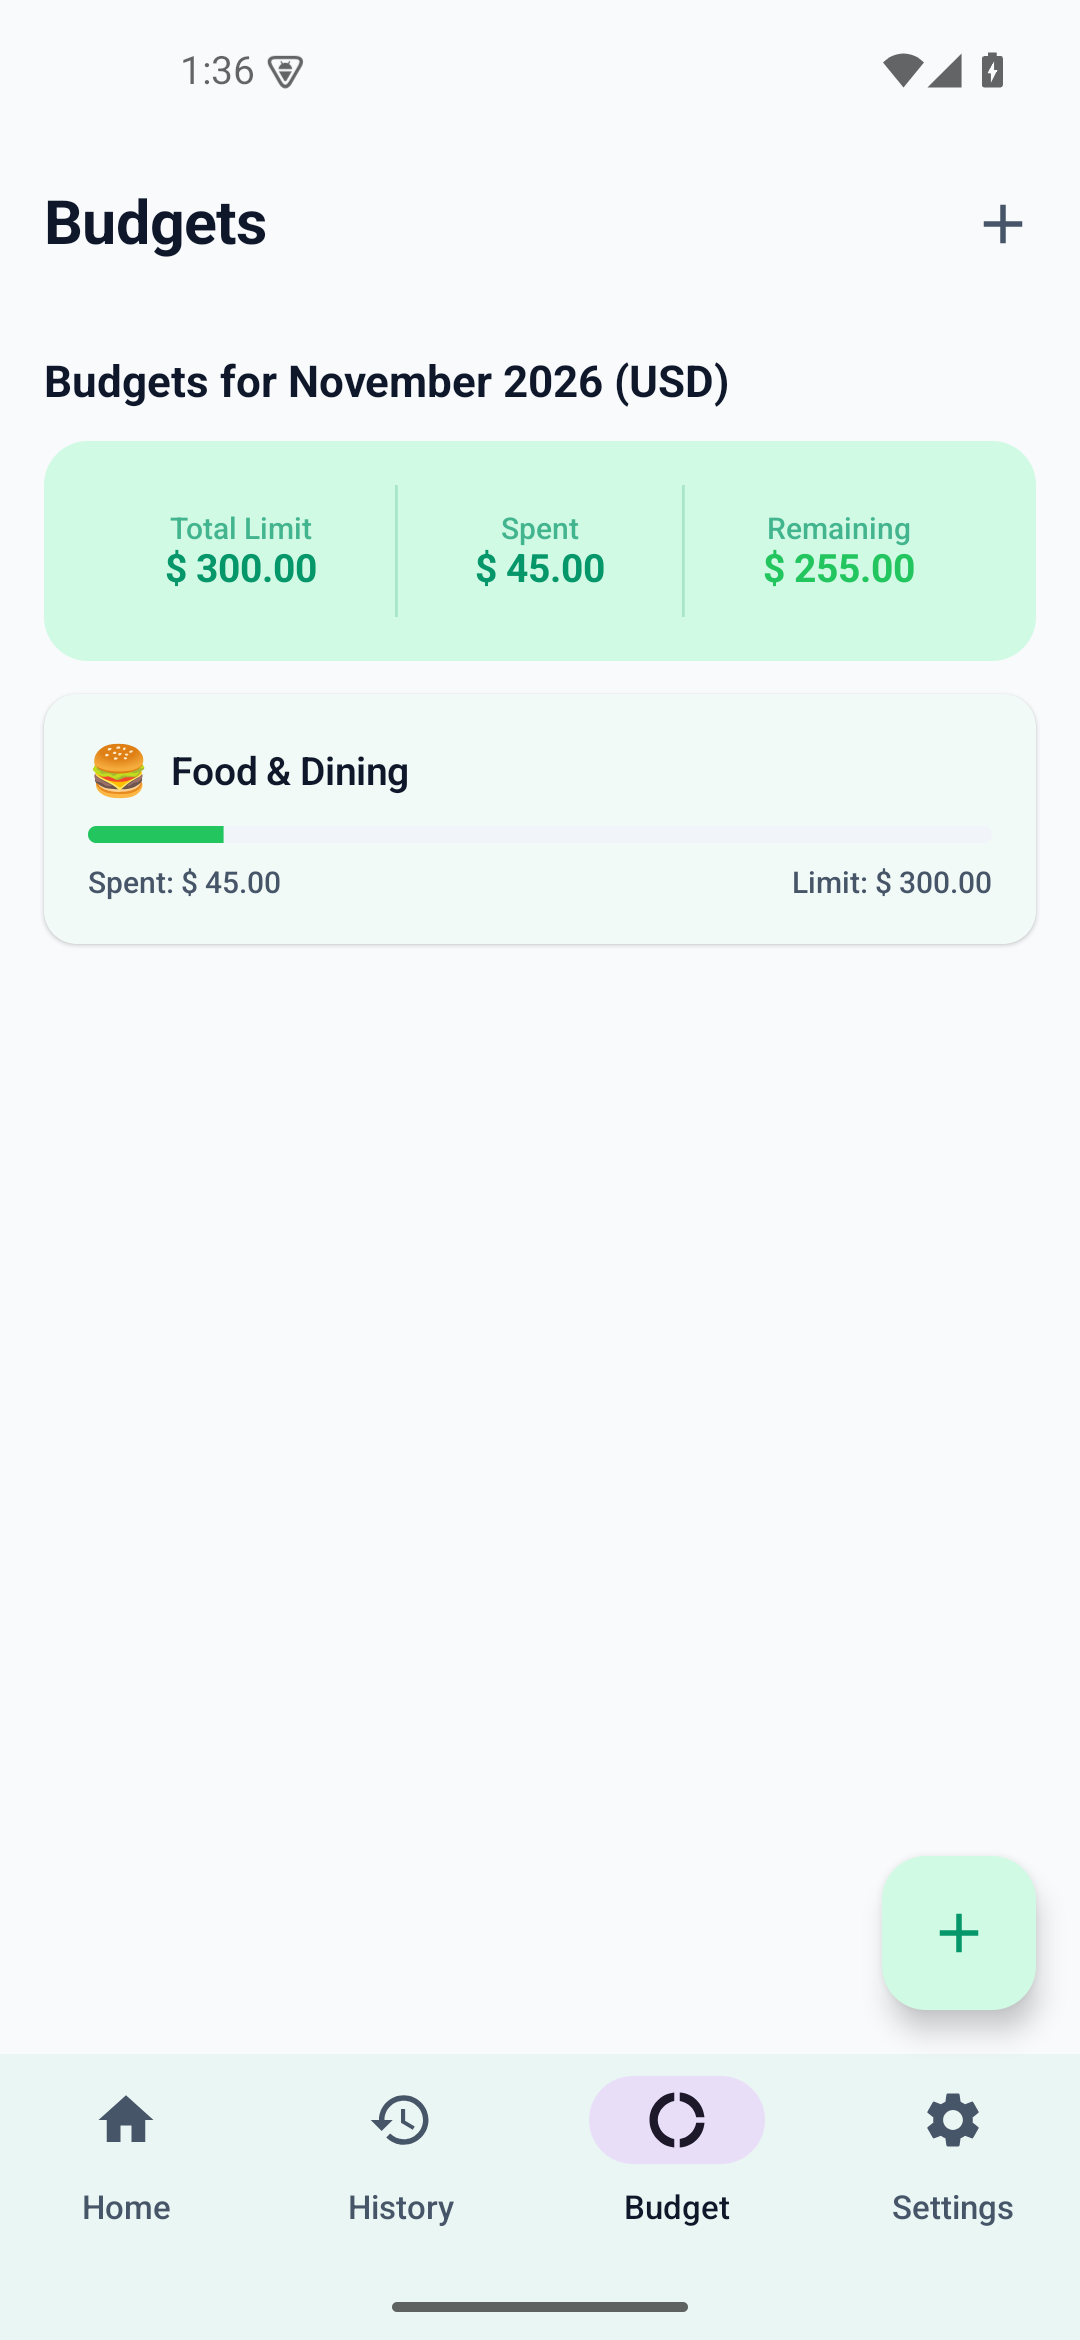 1:36
Budgets
Budgets for November 2026 (USD)
Total Limit
$ 300.00
Spent
$ 45.00
Remaining
$ 255.00
Food & Dining
Spent: $ 45.00
Limit: $ 300.00
Home
History
Budget
Settings